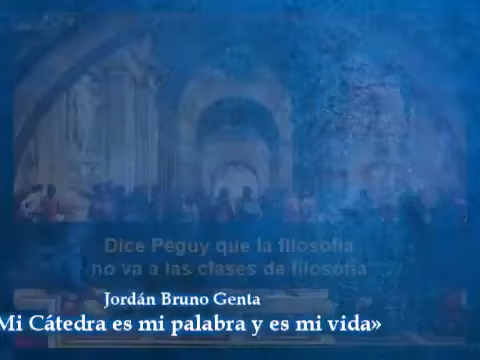 Dice Peguy que la filosofía
no va a las clases de filosofía
Jordán Bruno Genta
Mi Cátedra es mi palabra y es mi vida»